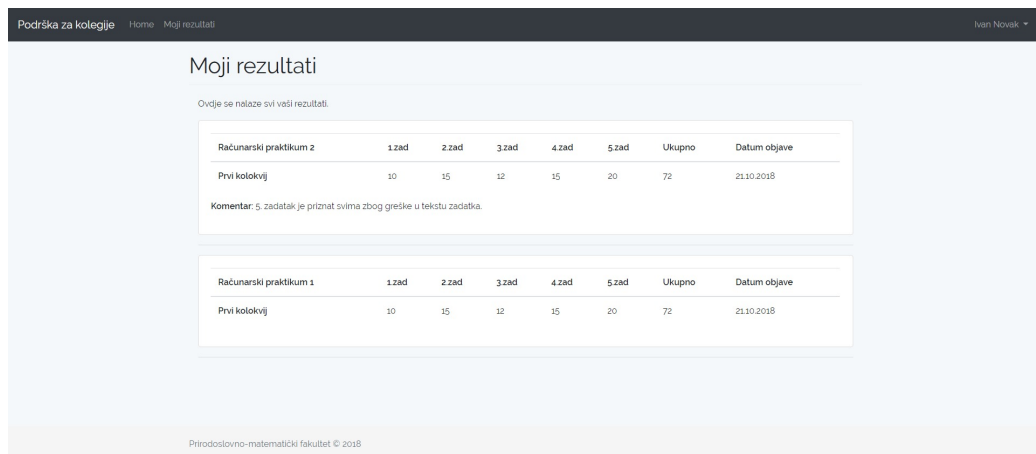 Podrška za kolegije Home Moji rezultati Ivan Novak
Moji rezultati
Ovdje se nalaze svi vaši rezultati.
Računarski praktikum 2 1.zad 2.zad 3.zad 4.zad 5.zad Ukupno Datum objave
Prvi kolokvij 10 15 12 15 20 72 21.10.2018
Komentar: 5. zadatak je priznat svima zbog greške u tekstu zadatka.
Računarski praktikum 1 1.zad 2.zad 3.zad 4.zad 5.zad Ukupno Datum objave
Prvi kolokvij 10 15 12 15 20 72 21.10.2018
Prirodoslovno-matematički fakultet © 2018